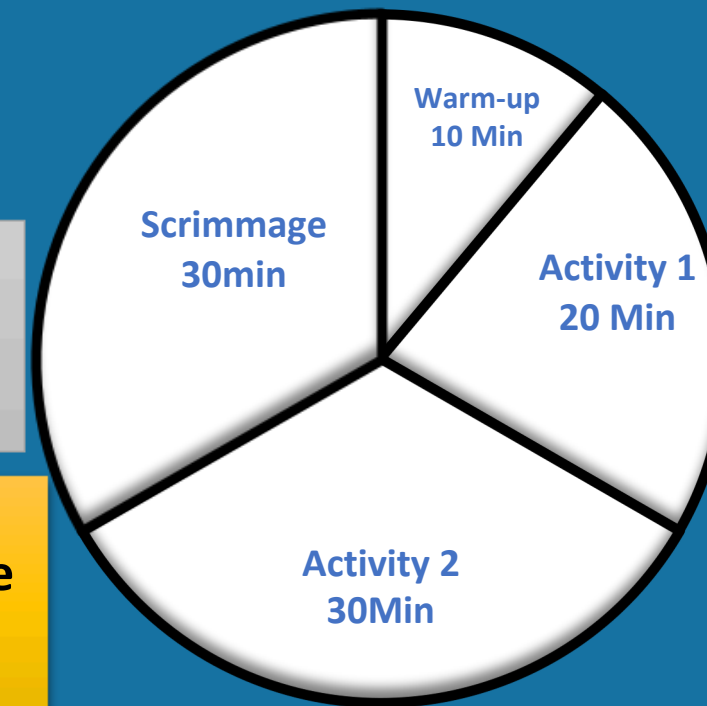 Warm-up
10 Min
Scrimmage
30min
Activity 1
20 Min
Activity 2
30Min
e